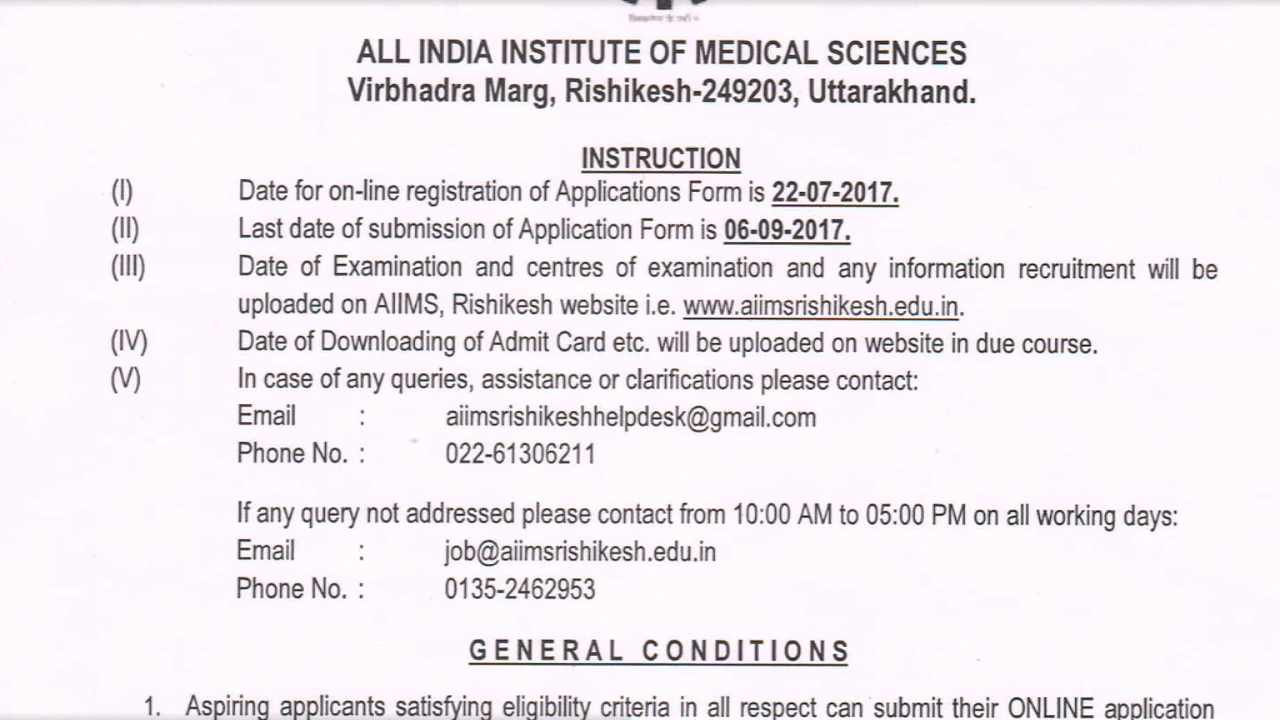 ALL INDIA INSTITUTE OF MEDICAL SCIENCES
Virbhadra Marg, Rishikesh-249203, Uttarakhand.
INSTRUCTION
(I) Date for on-line registration of Applications Form is 22-07-2017.
(II) Last date of submission of Application Form is 06-09-2017.
(III) Date of Examination and centres of examination and any information recruitment will be
uploaded on AIIMS, Rishikesh website i.e. www.aiimsrishikesh.edu.in.
(IV) Date of Downloading of Admit Card etc. will be uploaded on website in due course.
(V) In case of any queries, assistance or clarifications please contact:
Email : aiimsrishikeshhelpdesk@gmail.com
Phone No. : 022-61306211
If any query not addressed please contact from 10:00 AM to 05:00 PM on all working days:
Email : job@aiimsrishikesh.edu.in
Phone No. : 0135-2462953
GENERAL CONDITIONS
1. Aspiring applicants satisfying eligibility criteria in all respect can submit their ONLINE application